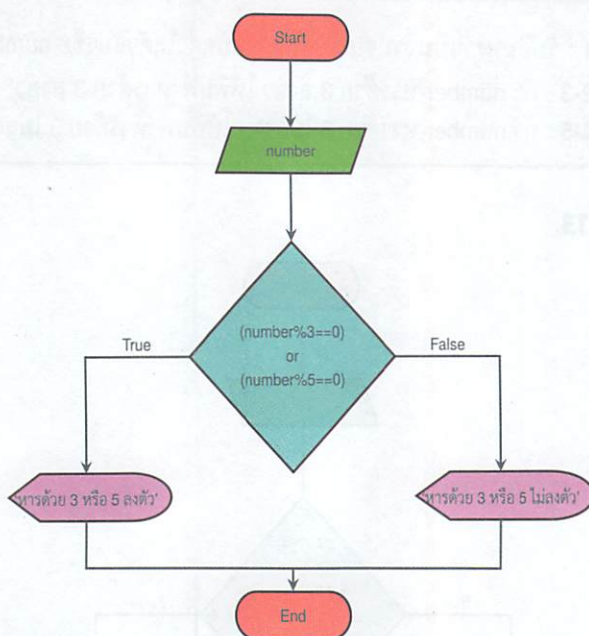 Start
number
(number%3==0)
or
(number%5==0)
True
False
'หารด้วย 3 หรือ 5 ลงตัว'
'หารด้วย 3 หรือ 5 ไม่ลงตัว'
End